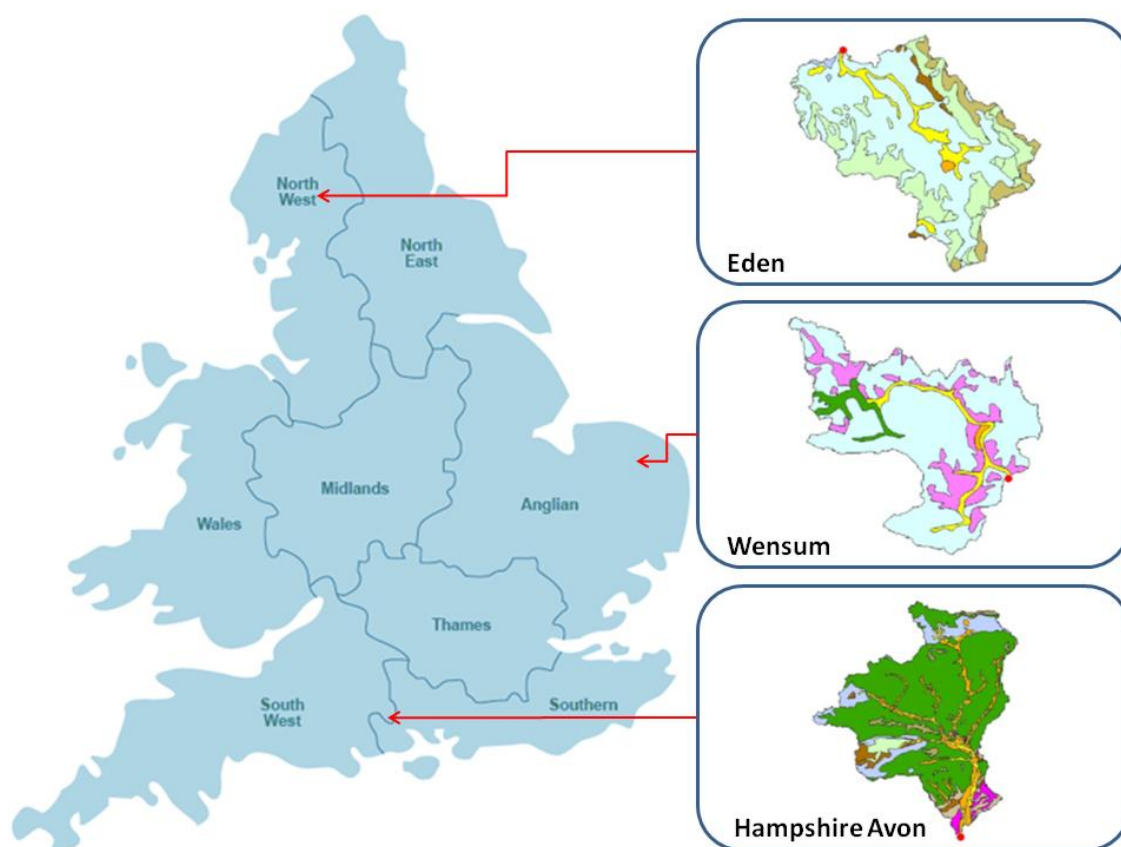 North
West
North
East
Midlands
Wales
Anglian
Thames
South
West
Southern
Eden
Wensum
Hampshire Avon